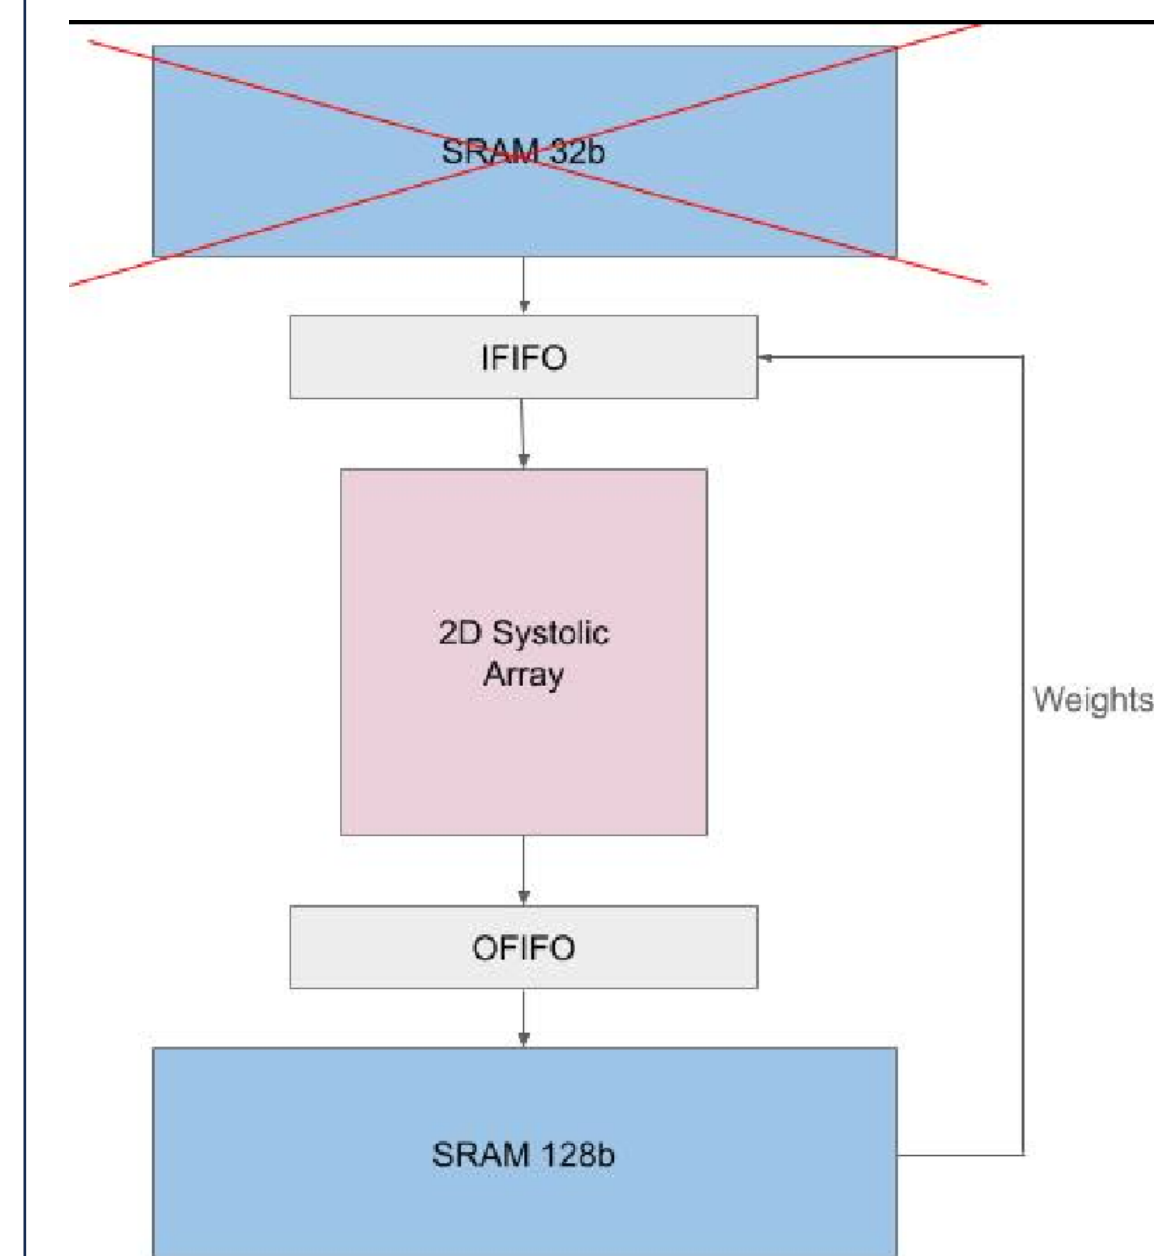 SRAM 32b
IFIFO
2D Systolic
Array
Weights
OFIFO
SRAM 128b